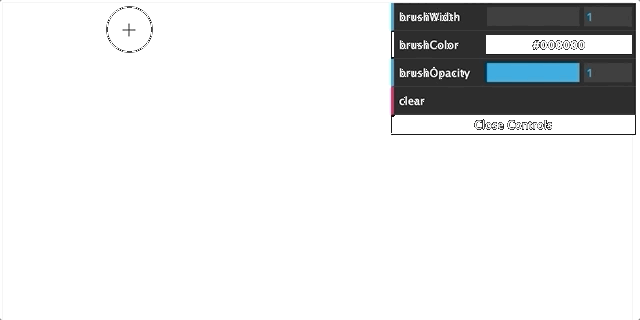 brushWidth 1
brushColor #000000
brushOpacity 1
clear
Close Controls